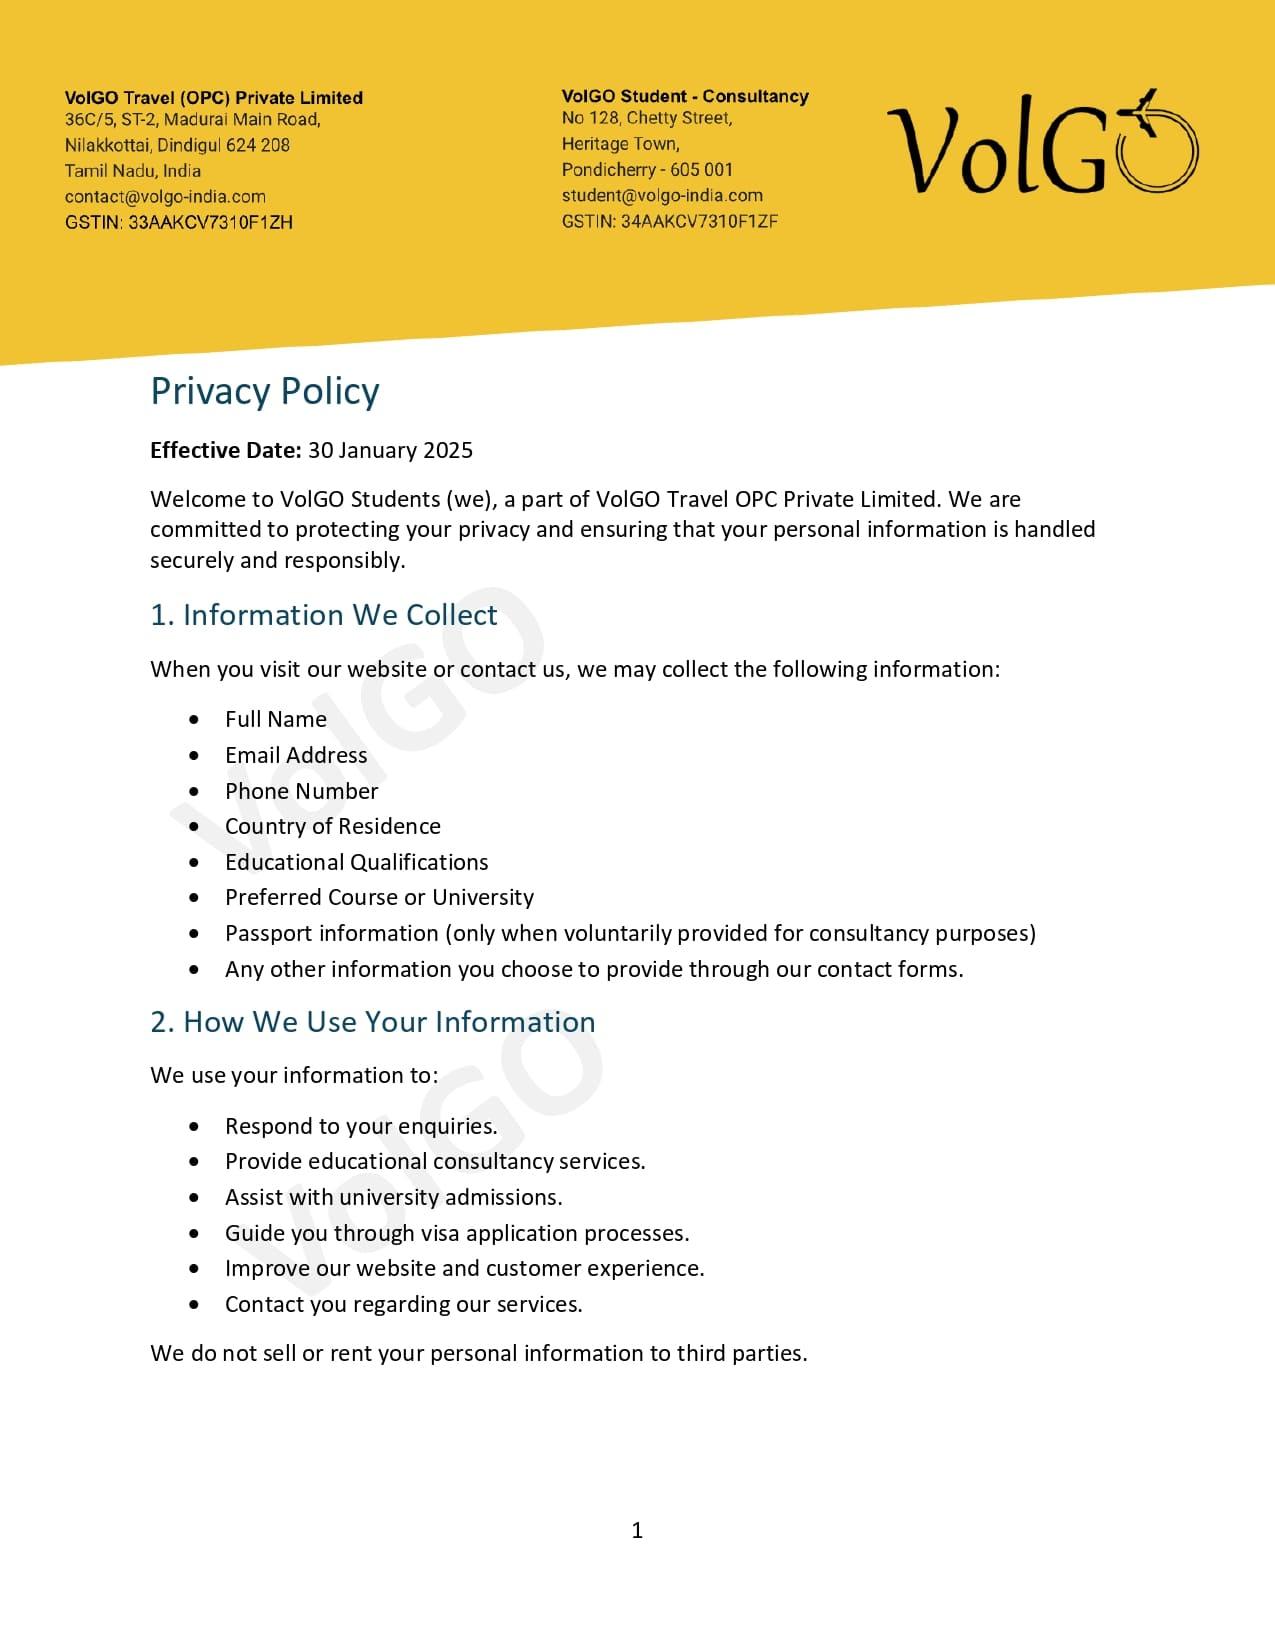 VolGO Travel (OPC) Private Limited
36C/5, ST-2, Madurai Main Road,
Nilakkottai, Dindigul 624 208
Tamil Nadu, India
contact@volgo-india.com
GSTIN: 33AAKCV7310F1ZH
VolGO Student - Consultancy
No 128, Chetty Street,
Heritage Town,
Pondicherry - 605 001
student@volgo-india.com
GSTIN: 34AAKCV7310F1ZF
VolGO
Privacy Policy
Effective Date: 30 January 2025
Welcome to VolGO Students (we), a part of VolGO Travel OPC Private Limited. We are
committed to protecting your privacy and ensuring that your personal information is handled
securely and responsibly.
1. Information We Collect
When you visit our website or contact us, we may collect the following information:
• Full Name
• Email Address
• Phone Number
• Country of Residence
• Educational Qualifications
• Preferred Course or University
• Passport information (only when voluntarily provided for consultancy purposes)
• Any other information you choose to provide through our contact forms.
VolGO
2. How We Use Your Information
We use your information to:
• Respond to your enquiries.
• Provide educational consultancy services.
• Assist with university admissions.
• Guide you through visa application processes.
• Improve our website and customer experience.
• Contact you regarding our services.
VolGO
We do not sell or rent your personal information to third parties.
1